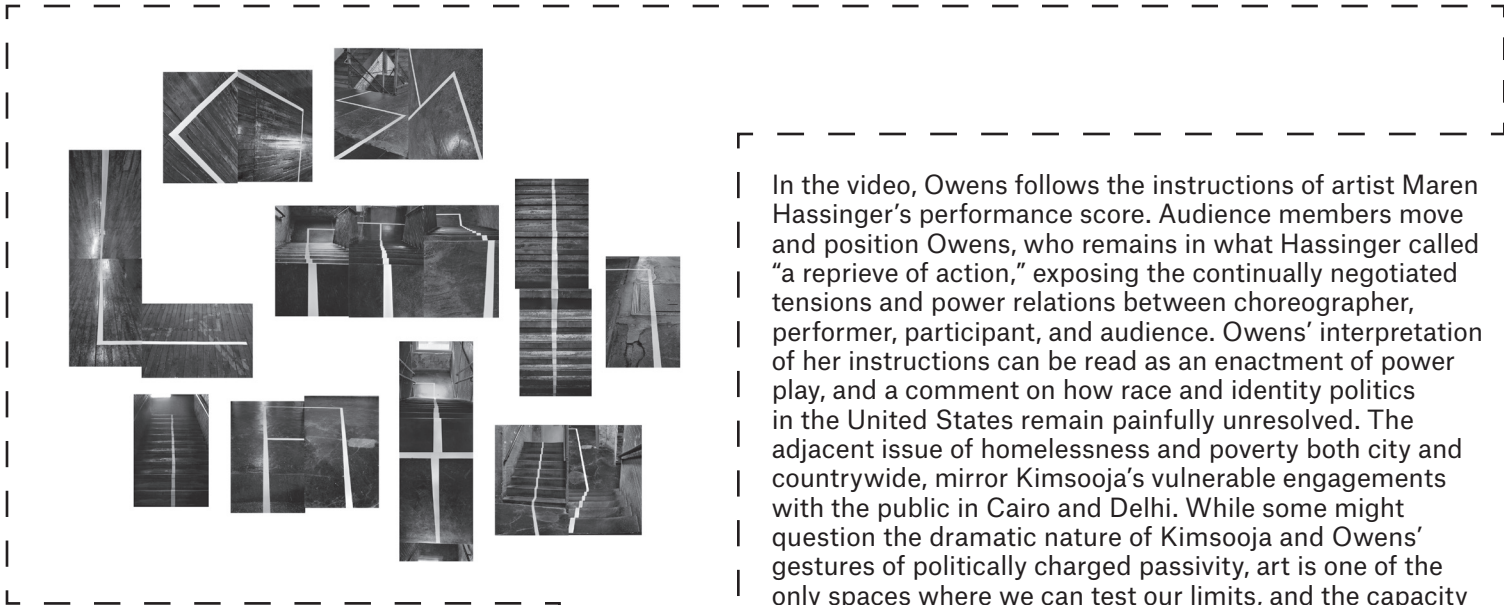 In the video, Owens follows the instructions of artist Maren
Hassinger’s performance score. Audience members move
and position Owens, who remains in what Hassinger called
“a reprieve of action,” exposing the continually negotiated
tensions and power relations between choreographer,
performer, participant, and audience. Owens’ interpretation
of her instructions can be read as an enactment of power
play, and a comment on how race and identity politics
in the United States remain painfully unresolved. The
adjacent issue of homelessness and poverty both city and
countrywide, mirror Kimsooja’s vulnerable engagements
with the public in Cairo and Delhi. While some might
question the dramatic nature of Kimsooja and Owens’
gestures of politically charged passivity, art is one of the
only spaces where we can test our limits, and the capacity